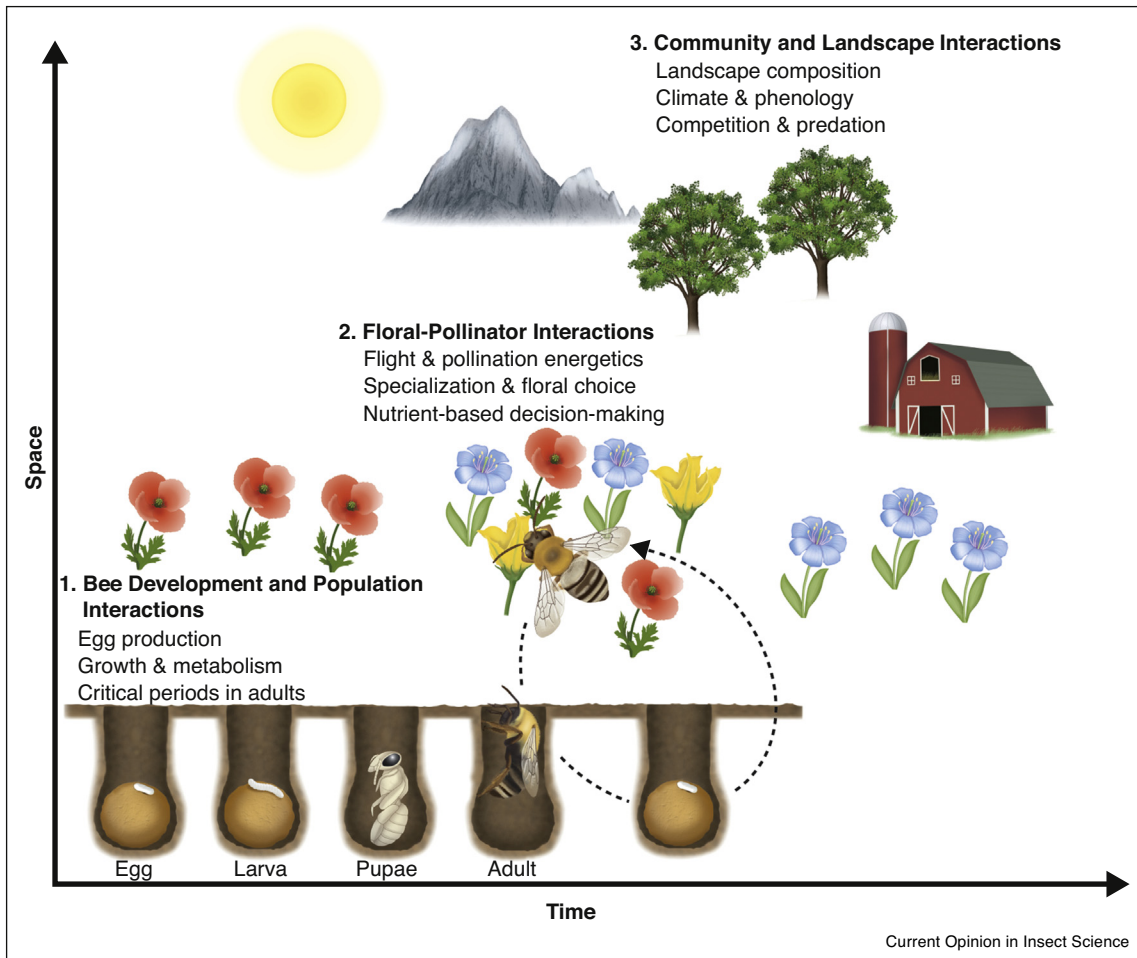 3. Community and Landscape Interactions
Landscape composition
Climate & phenology
Competition & predation
2. Floral-Pollinator Interactions
Flight & pollination energetics
Specialization & floral choice
Nutrient-based decision-making
Space
1. Bee Development and Population
Interactions
Egg production
Growth & metabolism
Critical periods in adults
Egg
Larva
Pupae
Adult
Time
Current Opinion in Insect Science